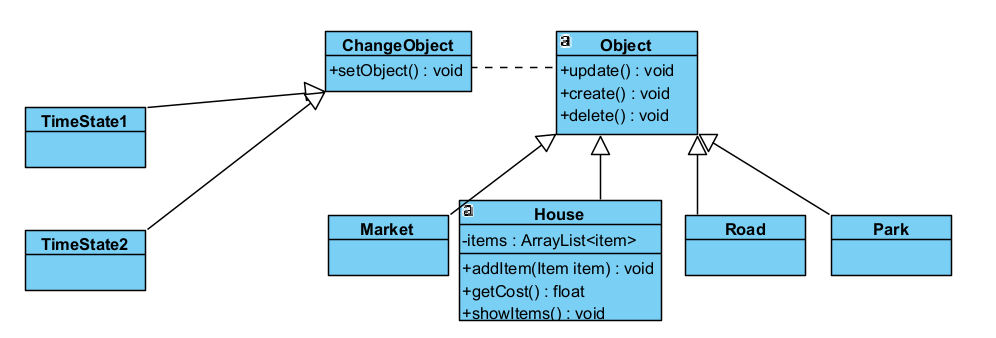 ChangeObject
+setObject() : void
a
Object
+update() : void
+create() : void
+delete() : void
TimeState1
TimeState2
Market
a
House
-items : ArrayList<item>
+addItem(Item item) : void
+getCost() : float
+showItems() : void
Road
Park